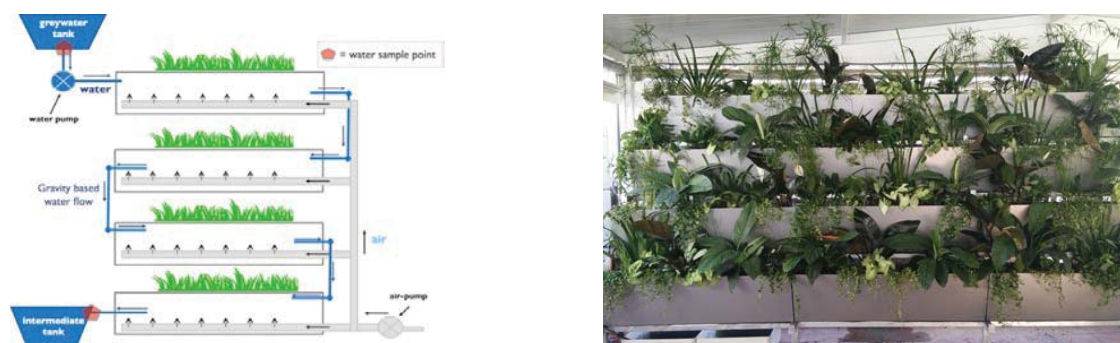 greywater
tank
= water sample point
water
water pump
Gravity based
water flow
air
air-pump
intermediate
tank